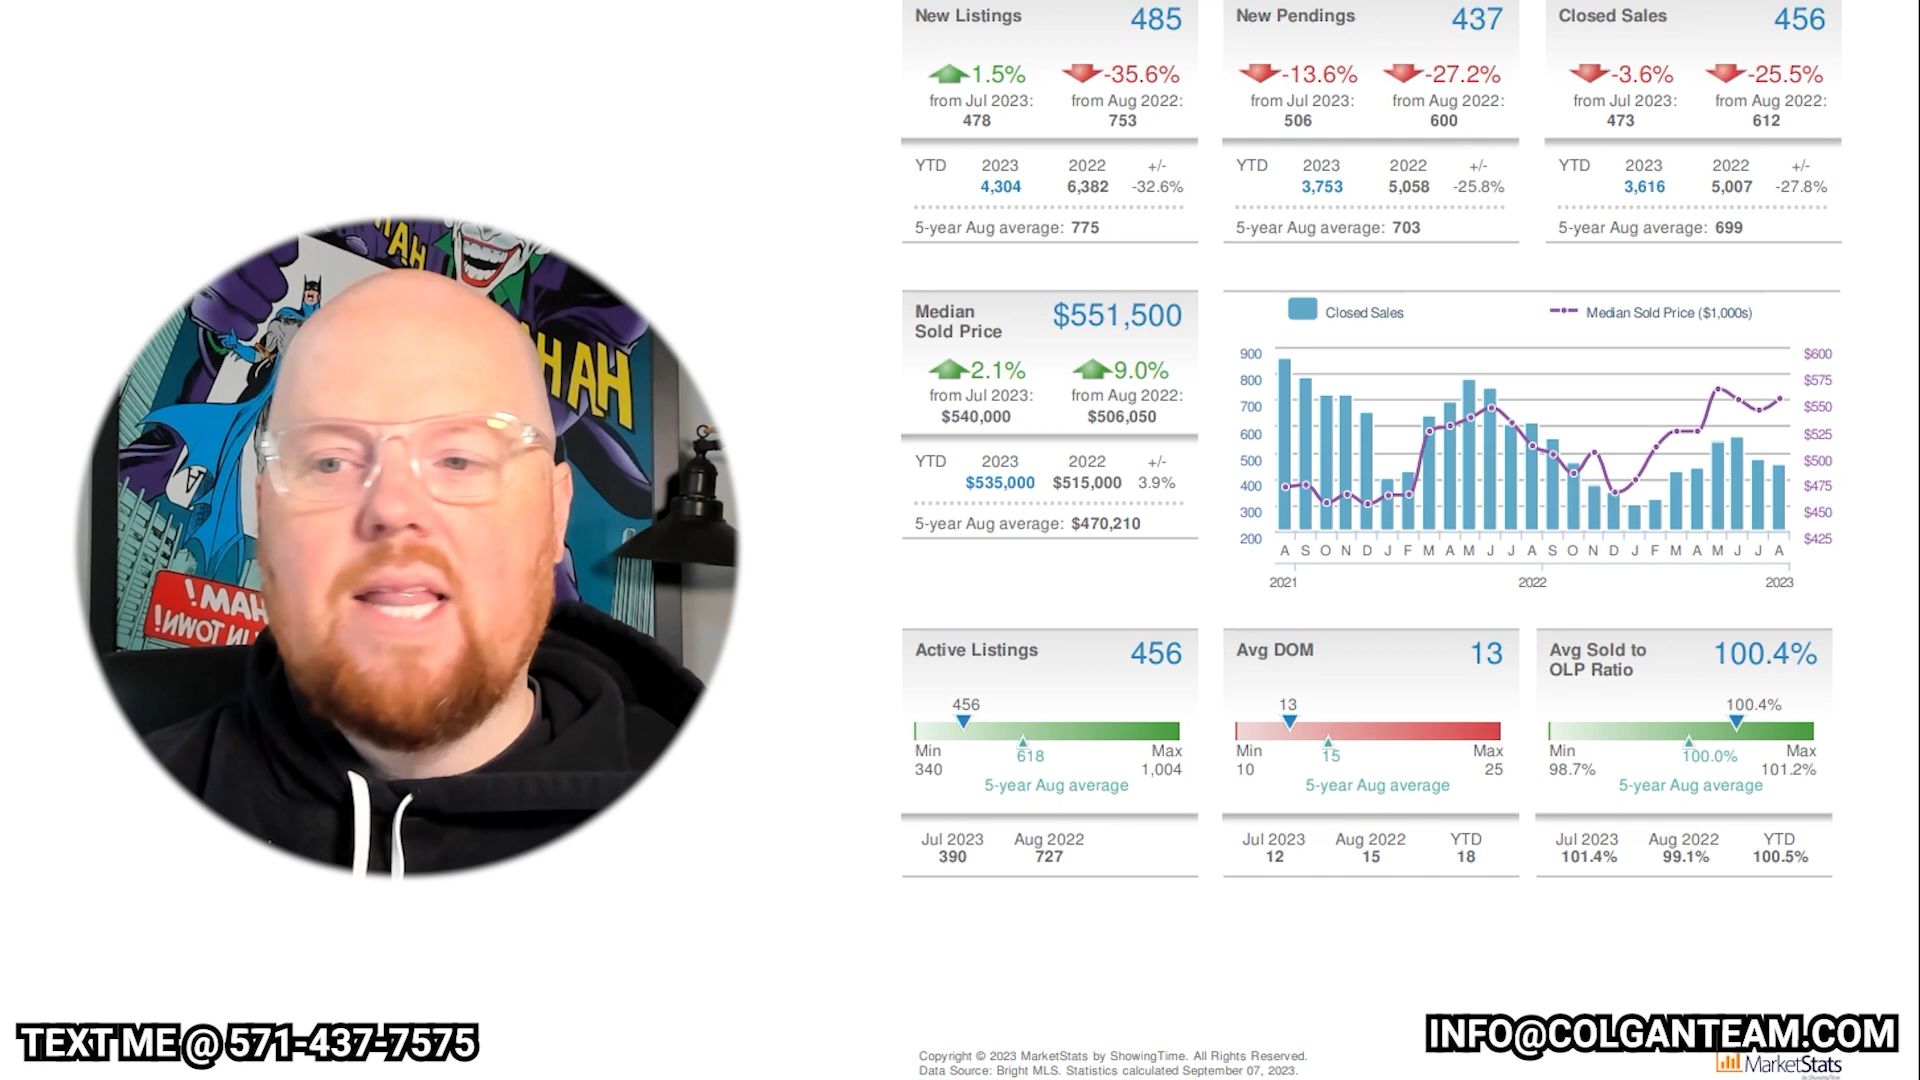 New Listings 485
1.5% -35.6%
from Jul 2023: from Aug 2022:
478 753
YTD 2023 2022 +/-
4,304 6,382 -32.6%
5-year Aug average: 775
New Pendings 437
-13.6% -27.2%
from Jul 2023: from Aug 2022:
506 600
YTD 2023 2022 +/-
3,753 5,058 -25.8%
5-year Aug average: 703
Closed Sales 456
-3.6% -25.5%
from Jul 2023: from Aug 2022:
473 612
YTD 2023 2022 +/-
3,616 5,007 -27.8%
5-year Aug average: 699
Median
Sold Price $551,500
2.1% 9.0%
from Jul 2023: from Aug 2022:
$540,000 $506,050
YTD 2023 2022 +/-
$535,000 $515,000 3.9%
5-year Aug average: $470,210
Closed Sales Median Sold Price ($1,000s)
900 $600
800 $575
700 $550
600 $525
500 $500
400 $475
300 $450
200 $425
A S O N D J F M A M J J A S O N D J F M A M J J A
2021 2022 2023
Active Listings 456
456
Min Max
618
340 1,004
5-year Aug average
Jul 2023 Aug 2022
390 727
Avg DOM 13
13
Min Max
15
10 25
5-year Aug average
Jul 2023 Aug 2022 YTD
12 15 18
Avg Sold to
OLP Ratio 100.4%
100.4%
Min Max
100.0%
98.7% 101.2%
5-year Aug average
Jul 2023 Aug 2022 YTD
101.4% 99.1% 100.5%
HAH
HAH
TEXT ME @ 571-437-7575
INFO@COLGANTEAM.COM
Copyright © 2023 MarketStats by ShowingTime. All Rights Reserved.
Data Source: Bright MLS. Statistics calculated September 07, 2023.
MarketStats
by ShowingTime